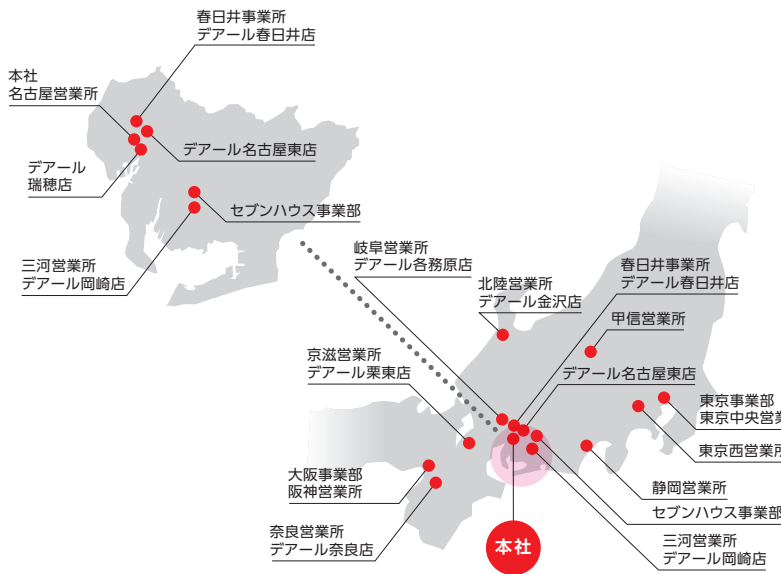 春日井事業所
デアール春日井店
本社
名古屋営業所
デアール名古屋東店
デアール
瑞穂店
セブンハウス事業部
三河営業所
デアール岡崎店
岐阜営業所
デアール各務原店
北陸営業所
デアール金沢店
春日井事業所
デアール春日井店
甲信営業所
京滋営業所
デアール栗東店
デアール名古屋東店
東京事業部
東京中央営業
東京西営業所
大阪事業部
阪神営業所
静岡営業所
セブンハウス事業部
奈良営業所
デアール奈良店
本社
三河営業所
デアール岡崎店